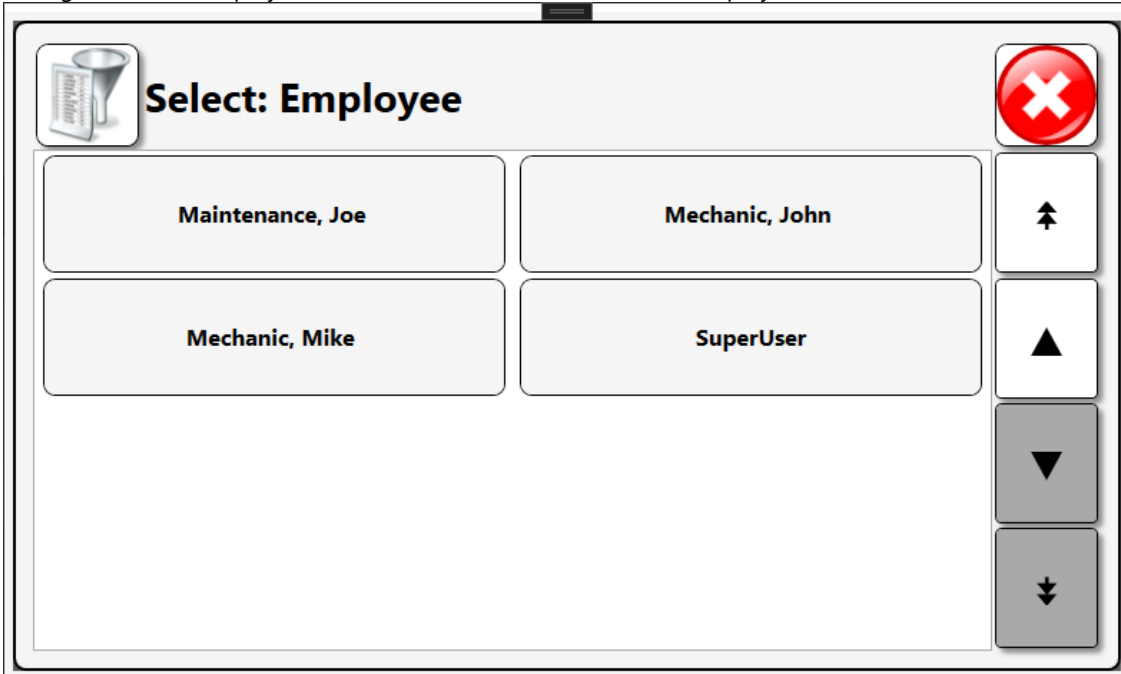 Select: Employee
Maintenance, Joe
Mechanic, John
Mechanic, Mike
SuperUser